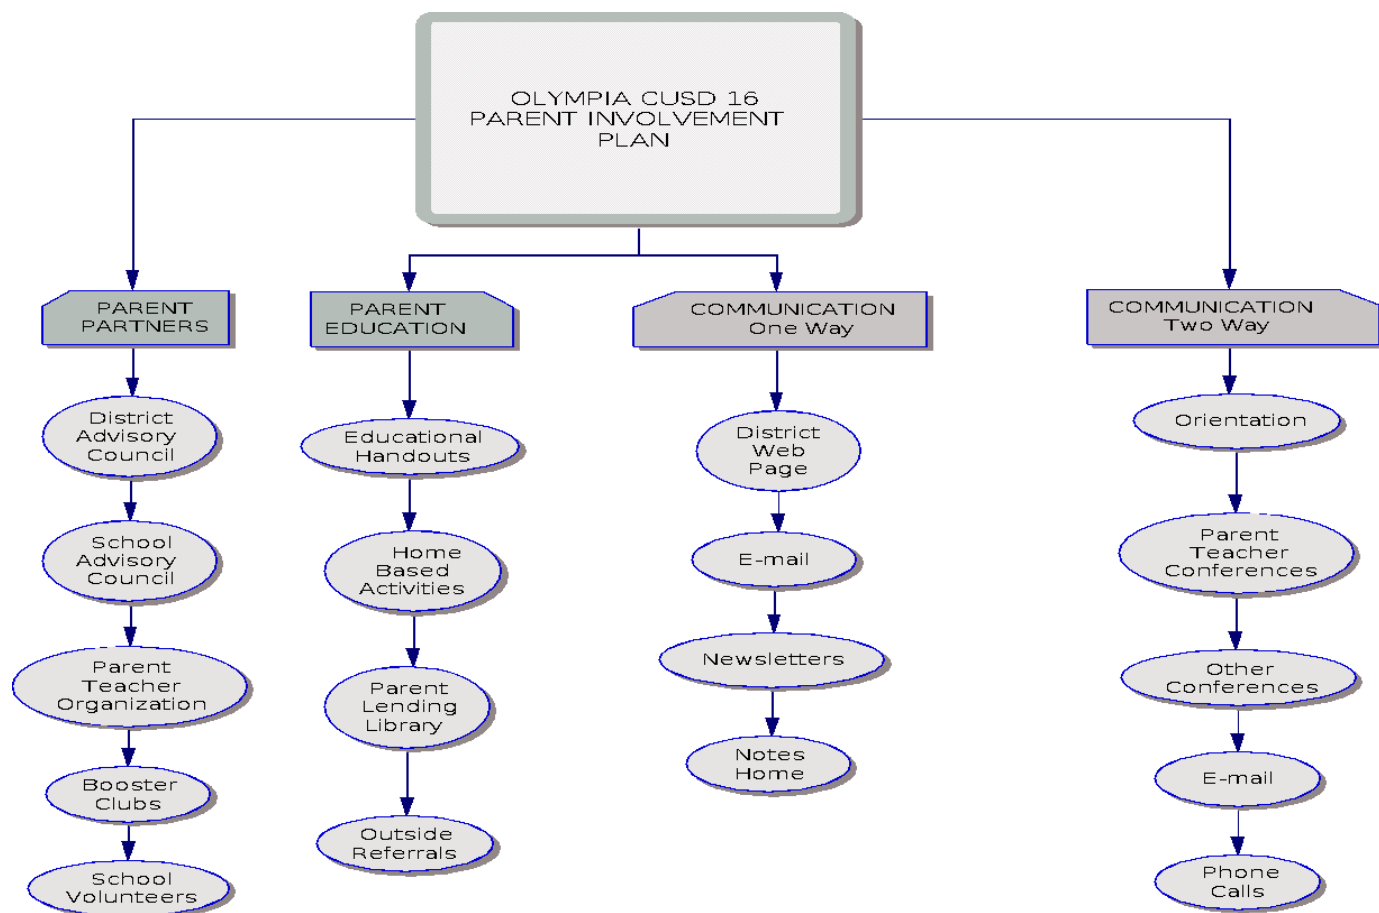 OLYMPIA CUSD 16
PARENT INVOLVEMENT
PLAN
PARENT
PARTNERS
District
Advisory
Council
School
Advisory
Council
Parent
Teacher
Organization
Booster
Clubs
School
Volunteers
PARENT
EDUCATION
Educational
Handouts
Home
Based
Activities
Parent
Lending
Library
Outside
Referrals
COMMUNICATION
One Way
District
Web
Page
E-mail
Newsletters
Notes
Home
COMMUNICATION
Two Way
Orientation
Parent
Teacher
Conferences
Other
Conferences
E-mail
Phone
Calls